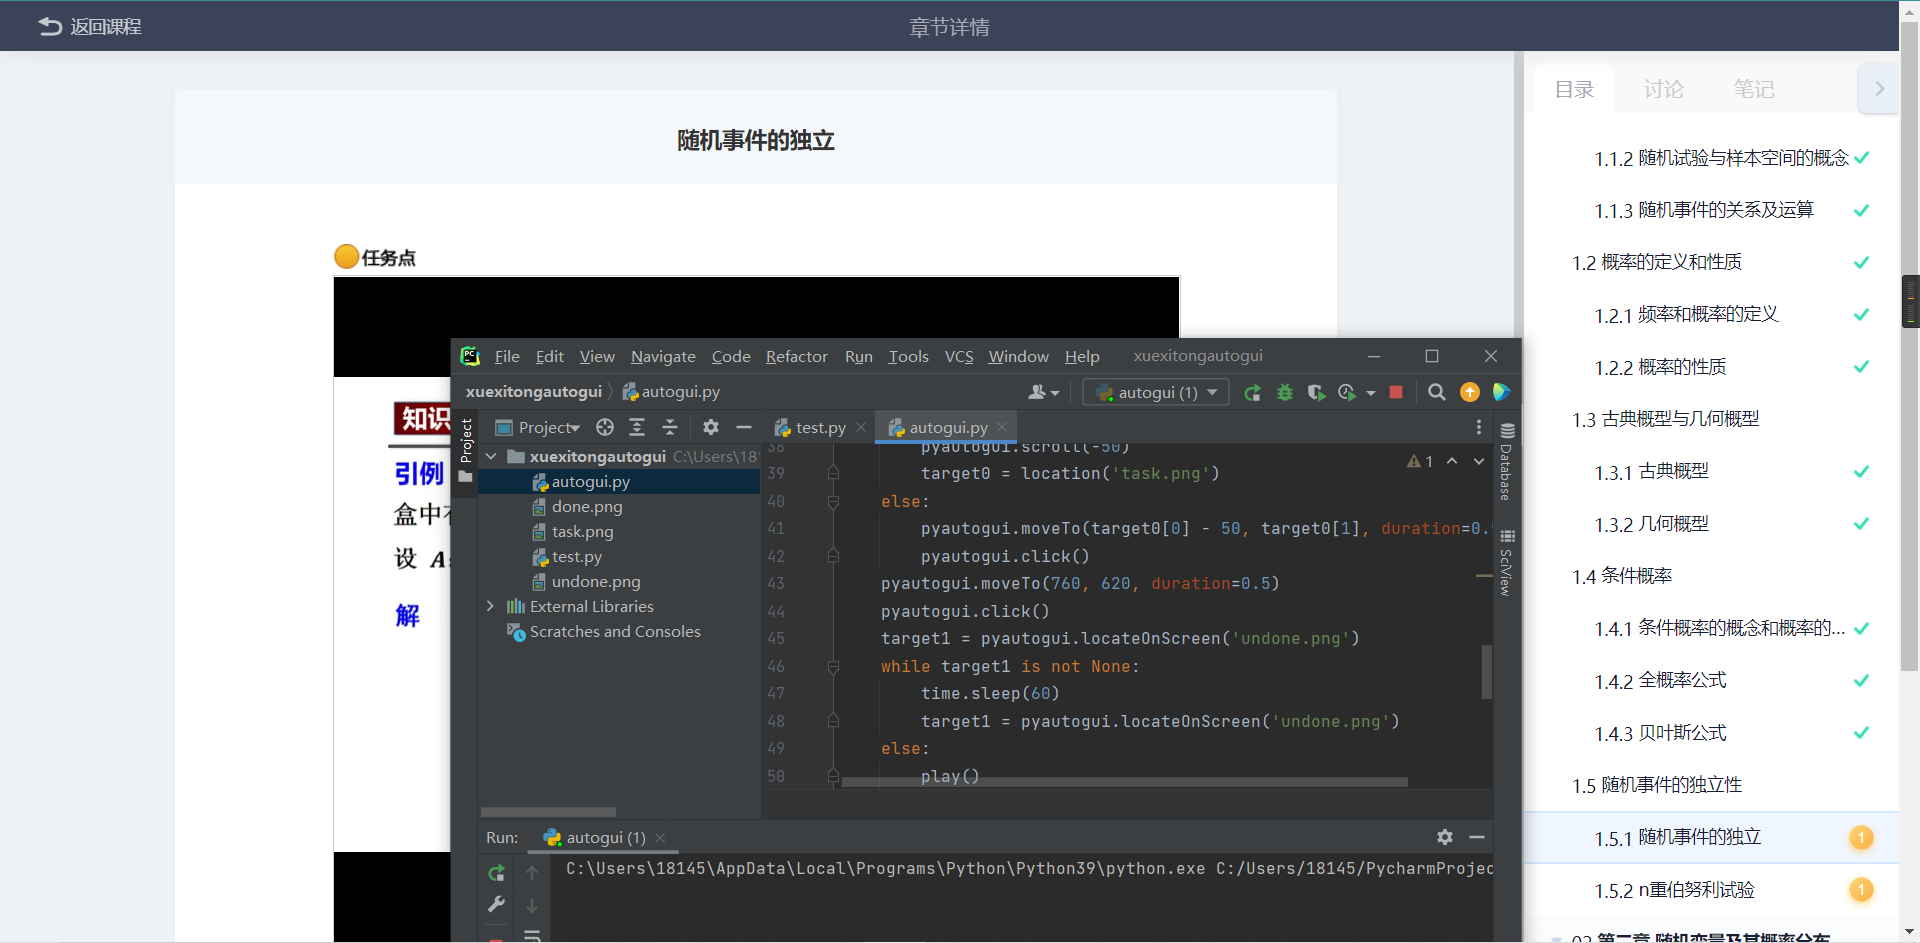 返回课程
章节详情
目录 讨论 笔记
随机事件的独立
任务点
知识
引例
盒中
设 A
解
1.1.2 随机试验与样本空间的概念
1.1.3 随机事件的关系及运算
1.2 概率的定义和性质
1.2.1 频率和概率的定义
1.2.2 概率的性质
1.3 古典概型与几何概型
1.3.1 古典概型
1.3.2 几何概型
1.4 条件概率
1.4.1 条件概率的概念和概率的...
1.4.2 全概率公式
1.4.3 贝叶斯公式
1.5 随机事件的独立性
1.5.1 随机事件的独立 1
1.5.2 n重伯努利试验 1
02 第二章 随机变量及其概率分布
PC File Edit View Navigate Code Refactor Run Tools VCS Window Help xuexitongautogui
xuexitongautogui autogui.py autogui (1)
Project
Project test.py autogui.py
xuexitongautogui C:\Users\18
autogui.py
done.png
task.png
test.py
undone.png
External Libraries
Scratches and Consoles
38 pyautogui.scroll(-50)
39 target0 = location('task.png')
40 else:
41 pyautogui.moveTo(target0[0] - 50, target0[1], duration=0.
42 pyautogui.click()
43 pyautogui.moveTo(760, 620, duration=0.5)
44 pyautogui.click()
45 target1 = pyautogui.locateOnScreen('undone.png')
46 while target1 is not None:
47 time.sleep(60)
48 target1 = pyautogui.locateOnScreen('undone.png')
49 else:
50 play()
1
Database
SciView
Run: autogui (1)
C:\Users\18145\AppData\Local\Programs\Python\Python39\python.exe C:/Users/18145/PycharmProjec